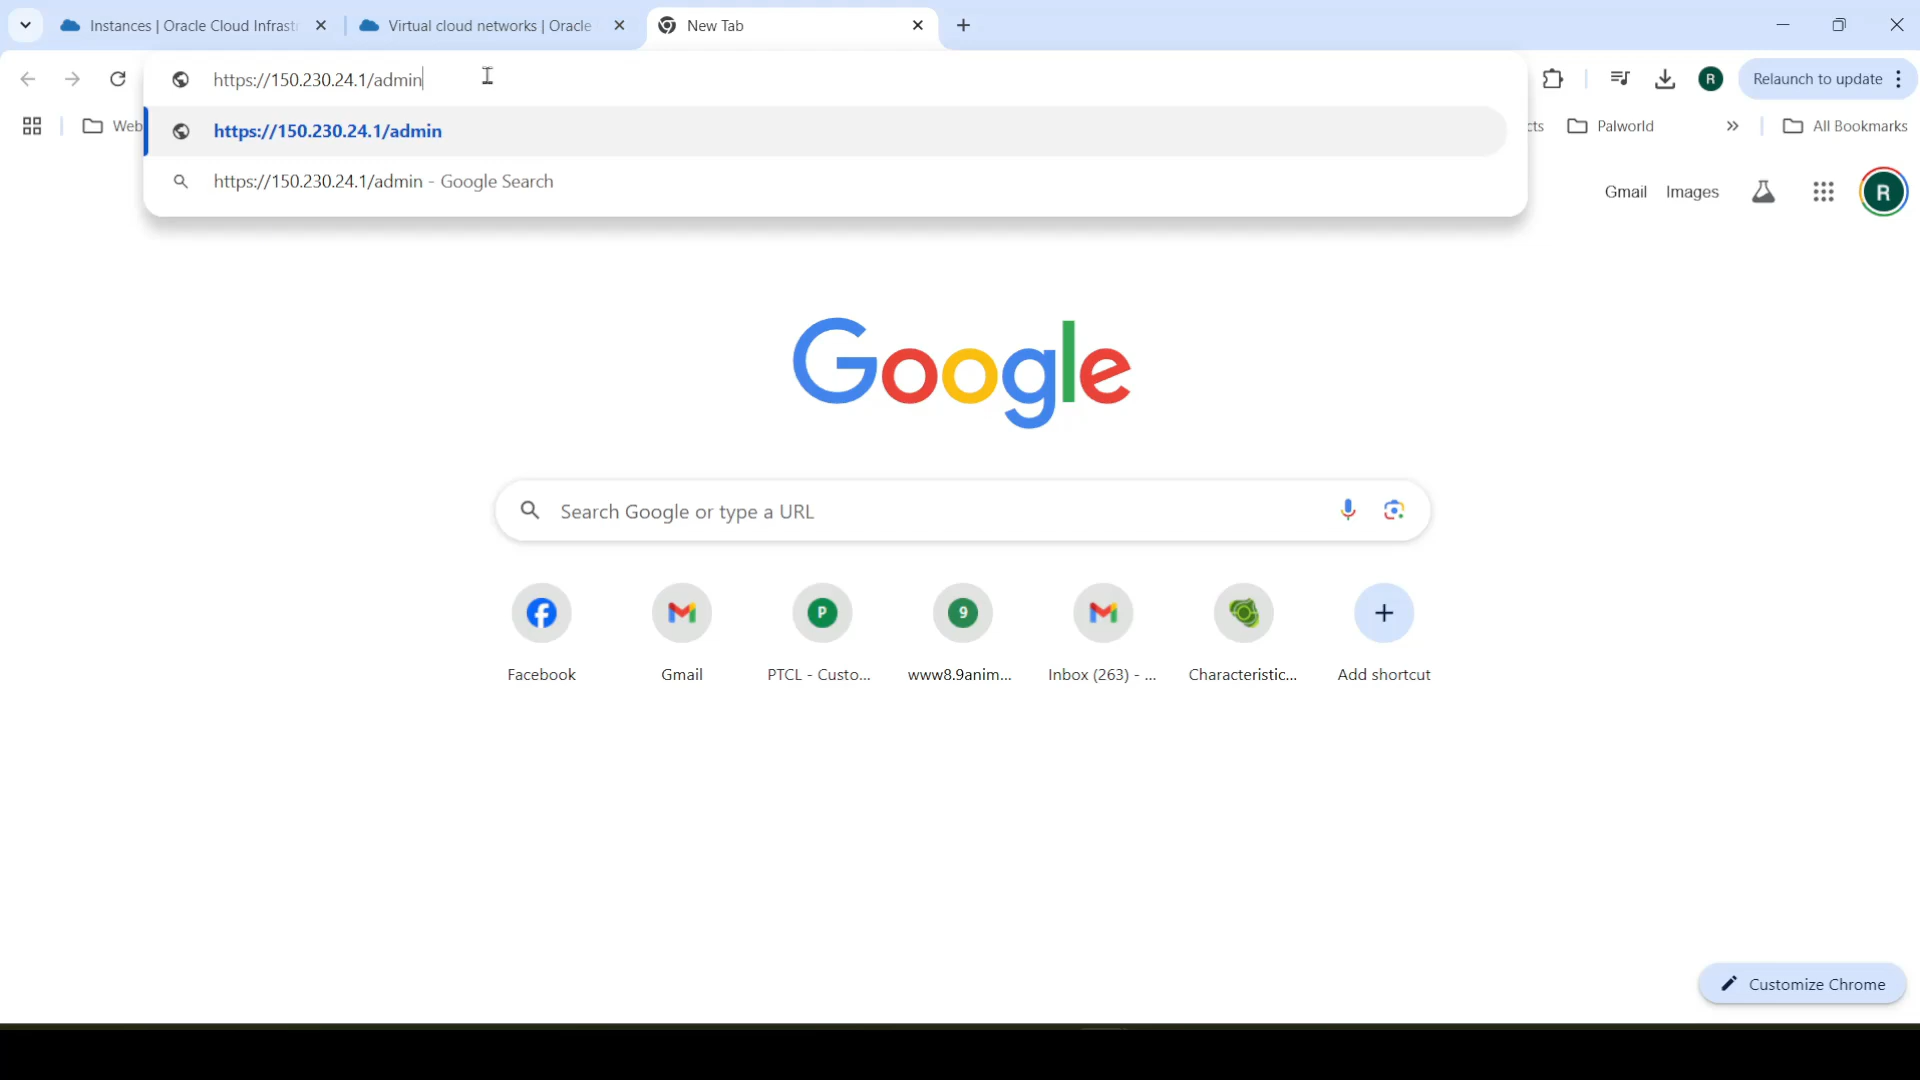 Instances | Oracle Cloud Infrast
Virtual cloud networks | Oracle
New Tab
https://150.230.24.1/admin
R
Relaunch to update
https://150.230.24.1/admin
https://150.230.24.1/admin - Google Search
Web
cts
Palworld
All Bookmarks
Gmail
Images
R
Google
Search Google or type a URL
P
9
Facebook
Gmail
PTCL - Custo...
www8.9anim...
Inbox (263) - ...
Characteristic...
Add shortcut
Customize Chrome